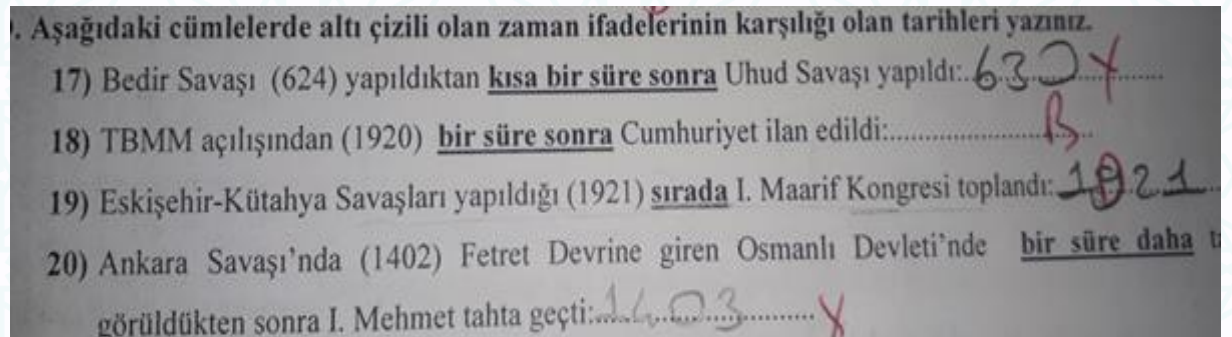 . Aşağıdaki cümlelerde altı çizili olan zaman ifadelerinin karşılığı olan tarihleri yazınız.
17) Bedir Savaşı (624) yapıldıktan kısa bir süre sonra Uhud Savaşı yapıldı:..630......
18) TBMM açılışından (1920) bir süre sonra Cumhuriyet ilan edildi:.......................B..
19) Eskişehir-Kütahya Savaşları yapıldığı (1921) sırada I. Maarif Kongresi toplandı: 1921
20) Ankara Savaşı’nda (1402) Fetret Devrine giren Osmanlı Devleti’nde bir süre daha
görüldükten sonra I. Mehmet tahta geçti:...1403............